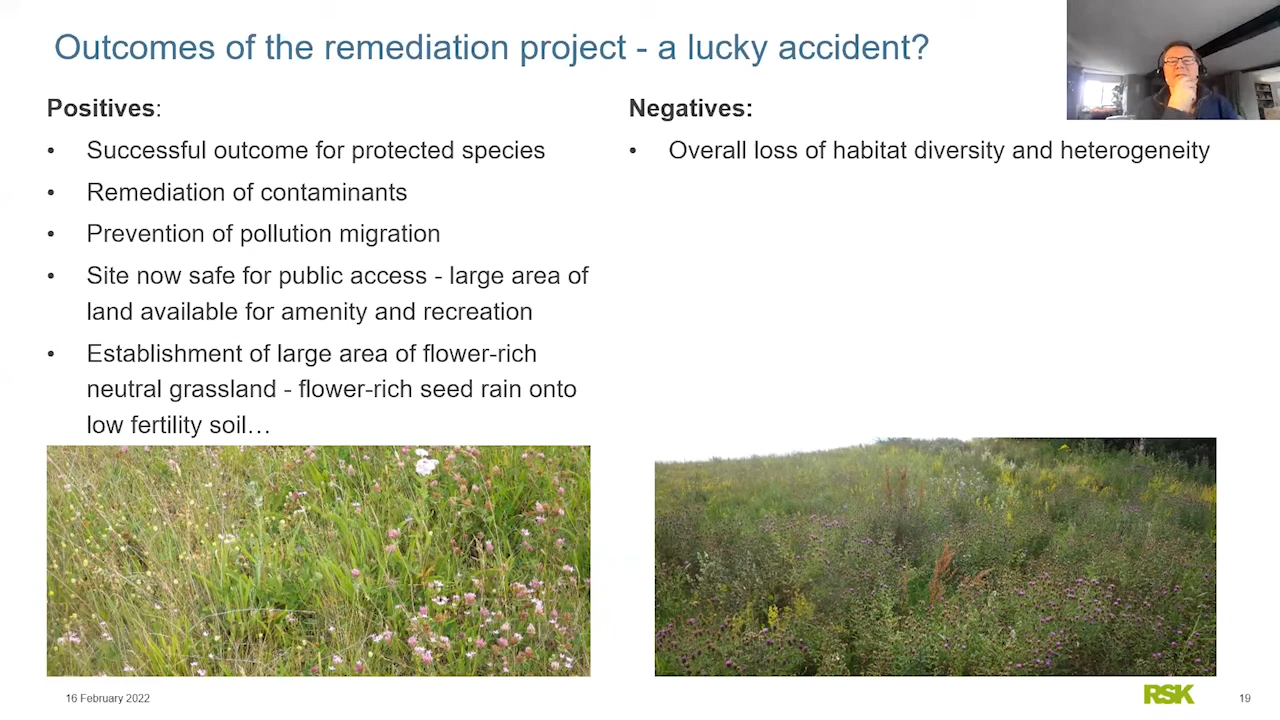 Outcomes of the remediation project - a lucky accident?
Positives:
• Successful outcome for protected species
• Remediation of contaminants
• Prevention of pollution migration
• Site now safe for public access - large area of
land available for amenity and recreation
• Establishment of large area of flower-rich
neutral grassland - flower-rich seed rain onto
low fertility soil…
Negatives:
• Overall loss of habitat diversity and heterogeneity
16 February 2022
RSK
19